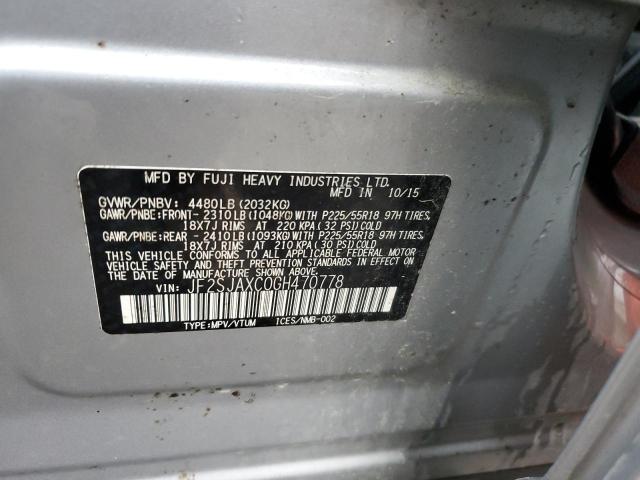 MFD BY FUJI HEAVY INDUSTRIES LTD.
MFD IN 10/15
GVWR/PNBV: 4480LB(2032KG)
GAWR/PNBE:FRONT-2310LB(1048KG)WITH P225/55R18 97H TIRES,
18X7J RIMS AT 220 KPA(32 PSI)COLD
GAWR/PNBE:REAR -2410LB(1093KG)WITH P225/55R18 97H TIRES,
18X7J RIMS AT 210 KPA(30 PSI)COLD
THIS VEHICLE CONFORMS TO ALL APPLICABLE U.S. FEDERAL MOTOR
VEHICLE SAFETY AND THEFT PREVENTION STANDARDS IN EFFECT ON
THE DATE OF MANUFACTURE SHOWN ABOVE.
VIN: JF2SJAXC0GH470778
TYPE:MPV/VTUM ICES/NMB-002